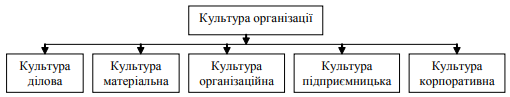 Культура організації
Культура
ділова
Культура
матеріальна
Культура
організаційна
Культура
підприємницька
Культура
корпоративна